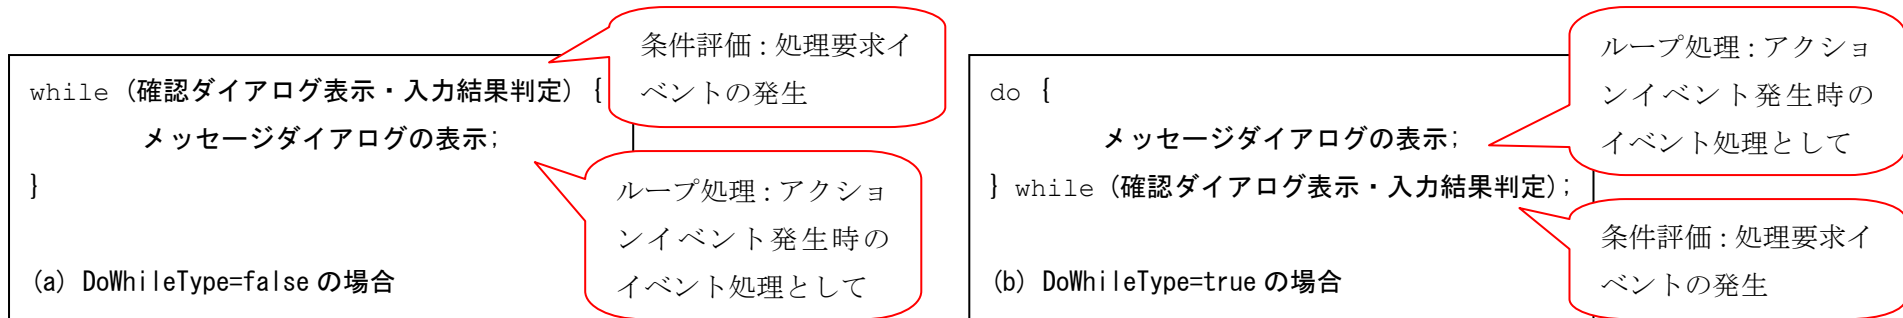 while (確認ダイアログ表示・入力結果判定) {
メッセージダイアログの表示;
}
(a) DoWhileType=false の場合
条件評価：処理要求イ
ベントの発生
ループ処理：アクショ
ンイベント発生時の
イベント処理として
do {
メッセージダイアログの表示;
} while (確認ダイアログ表示・入力結果判定);
(b) DoWhileType=true の場合
ループ処理：アクショ
ンイベント発生時の
イベント処理として
条件評価：処理要求イ
ベントの発生